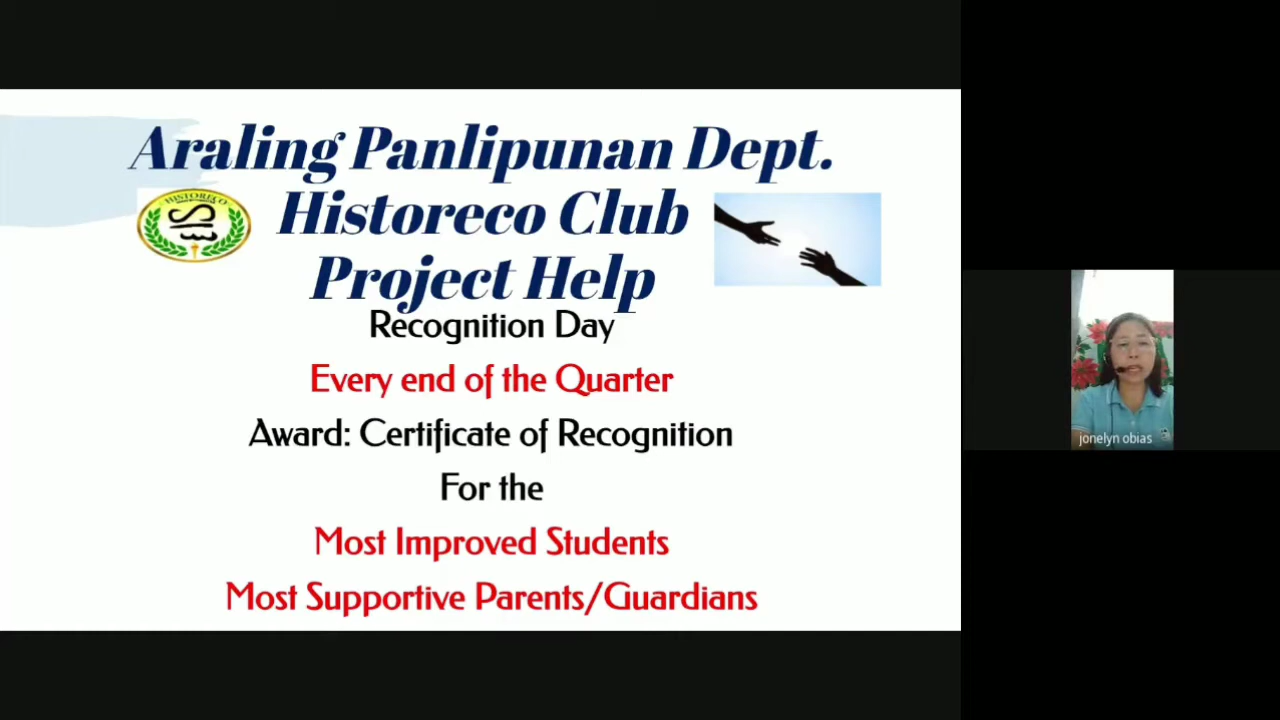 Araling Panlipunan Dept.
HISTORECO
Historeco Club
Project Help
Recognition Day
Every end of the Quarter
Award: Certificate of Recognition
For the
Most Improved Students
Most Supportive Parents/Guardians
jonelyn obias